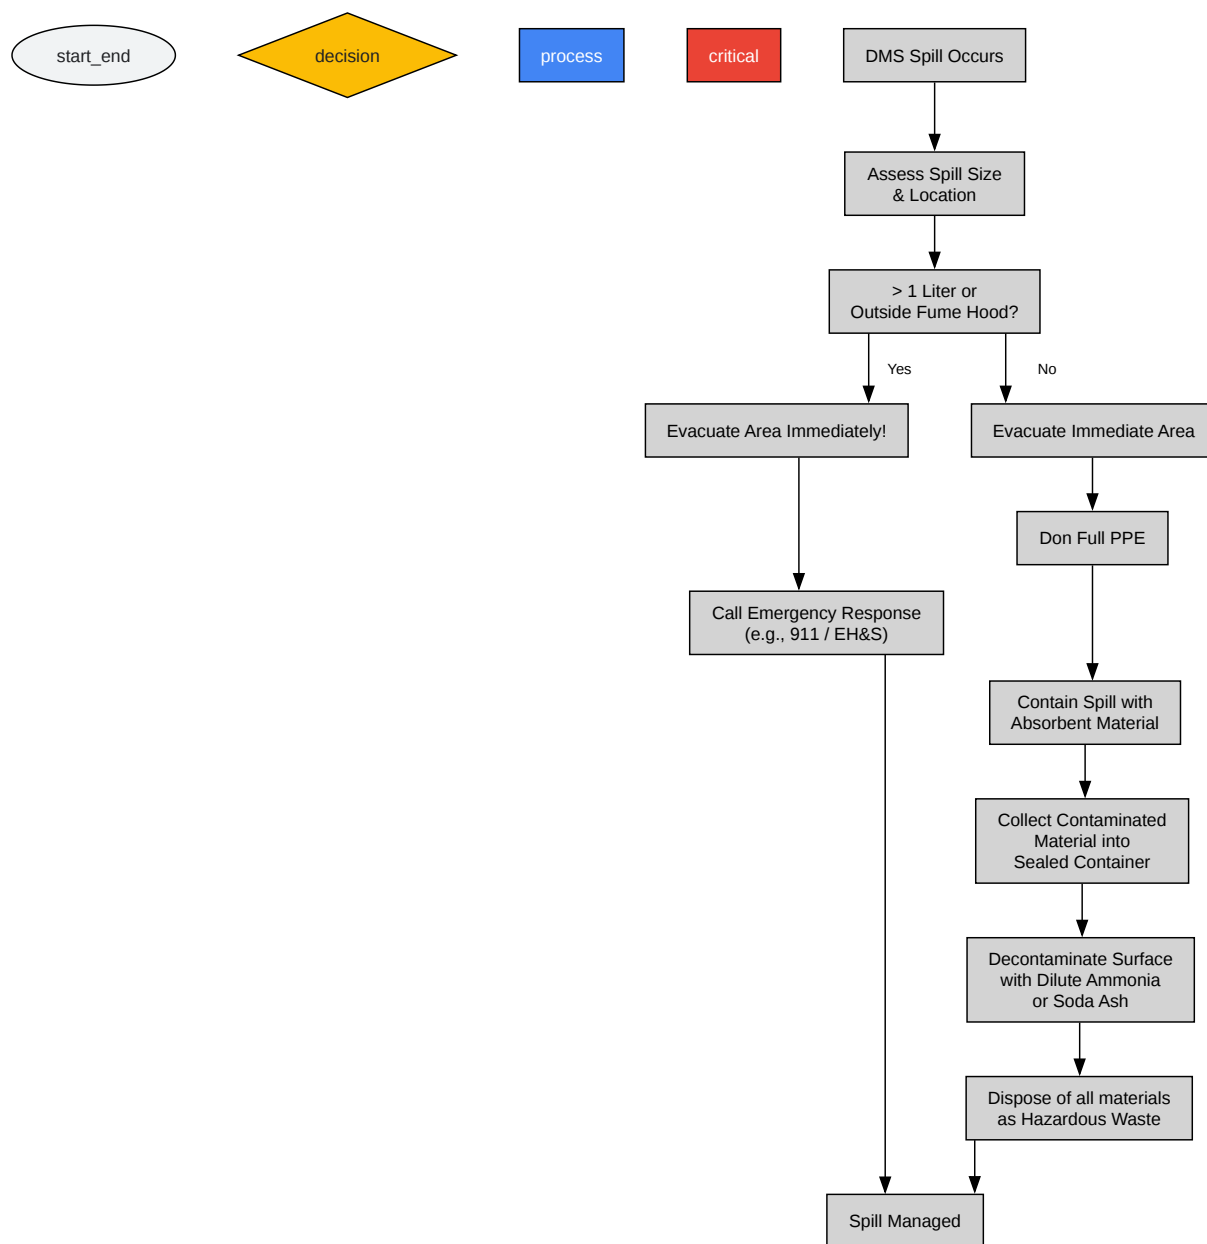 start_end
decision
process
critical
DMS Spill Occurs
Assess Spill Size
& Location
> 1 Liter or
Outside Fume Hood?
Yes
No
Evacuate Area Immediately!
Evacuate Immediate Area
Don Full PPE
Call Emergency Response
(e.g., 911 / EH&S)
Contain Spill with
Absorbent Material
Collect Contaminated
Material into
Sealed Container
Decontaminate Surface
with Dilute Ammonia
or Soda Ash
Dispose of all materials
as Hazardous Waste
Spill Managed